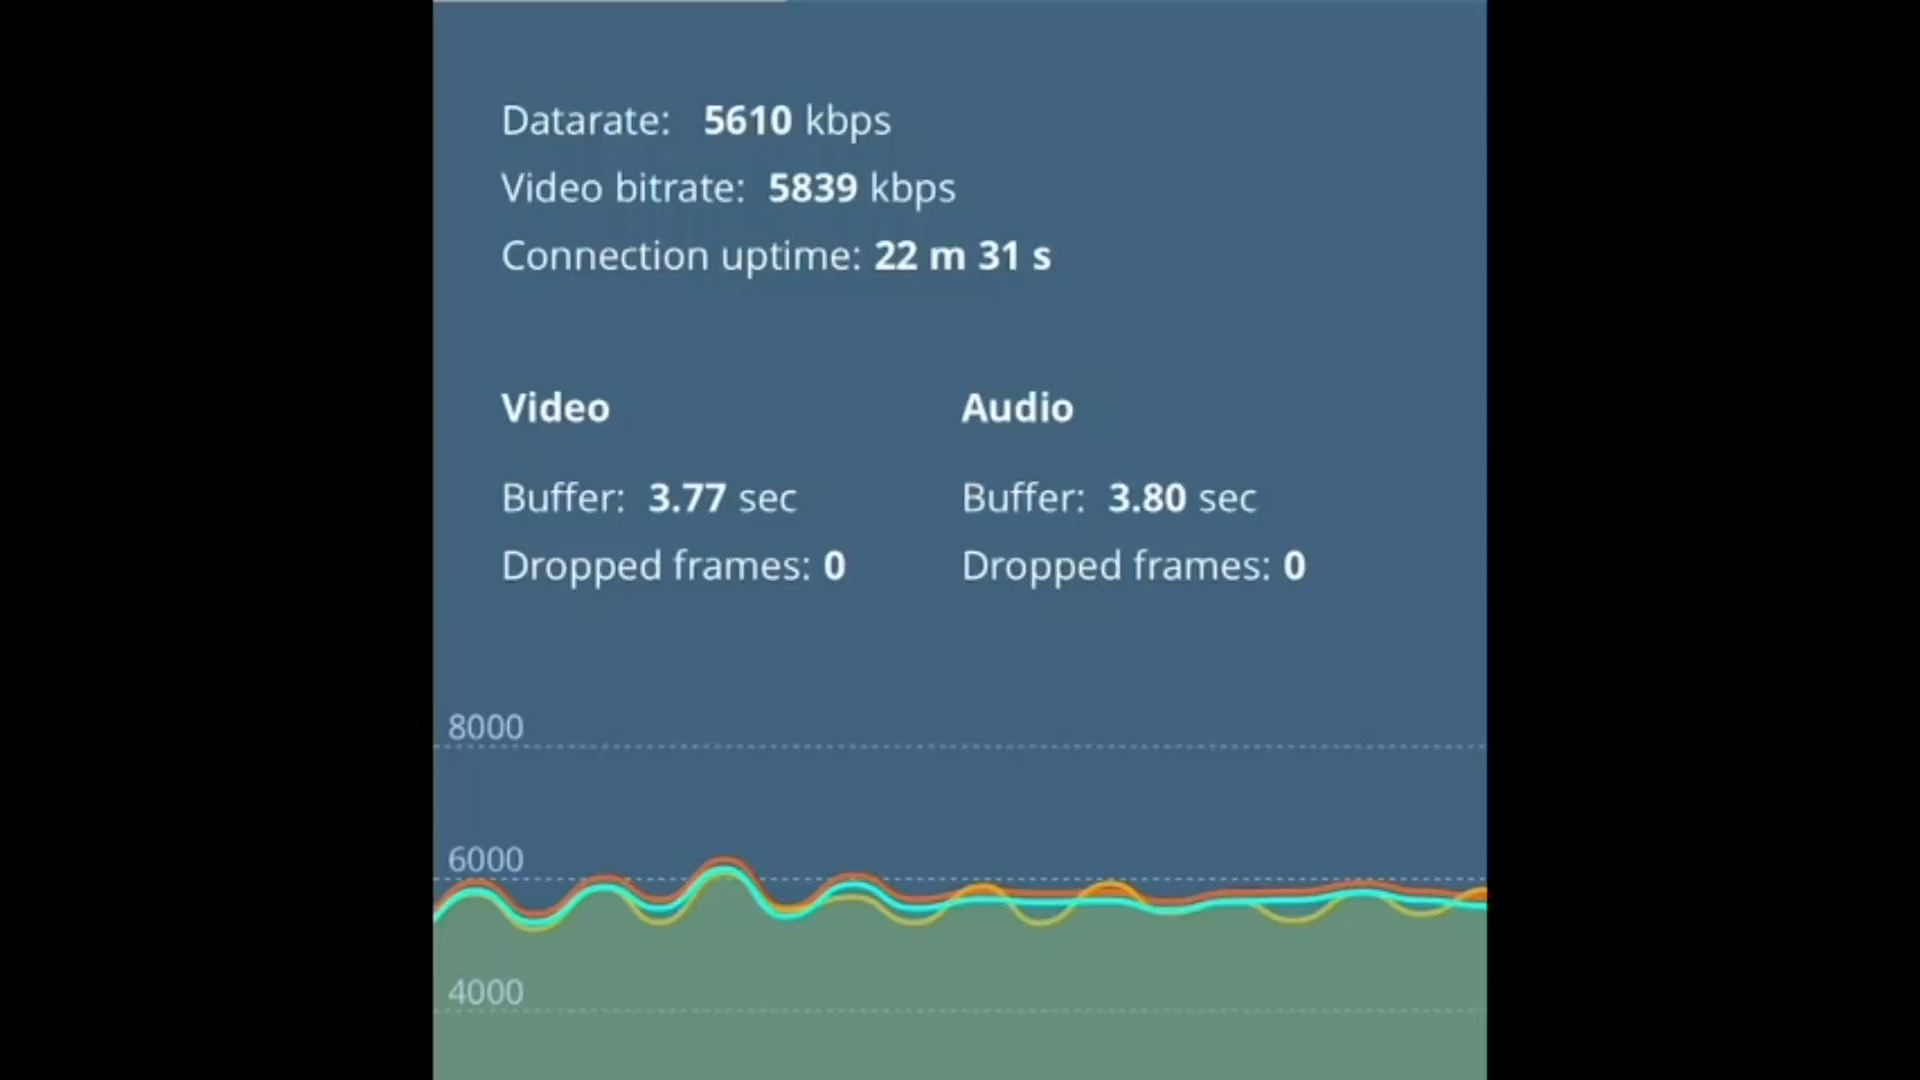 Datarate: 5610 kbps
Video bitrate: 5839 kbps
Connection uptime: 22 m 31 s
Video
Audio
Buffer: 3.77 sec
Buffer: 3.80 sec
Dropped frames: 0
Dropped frames: 0
8000
6000
4000